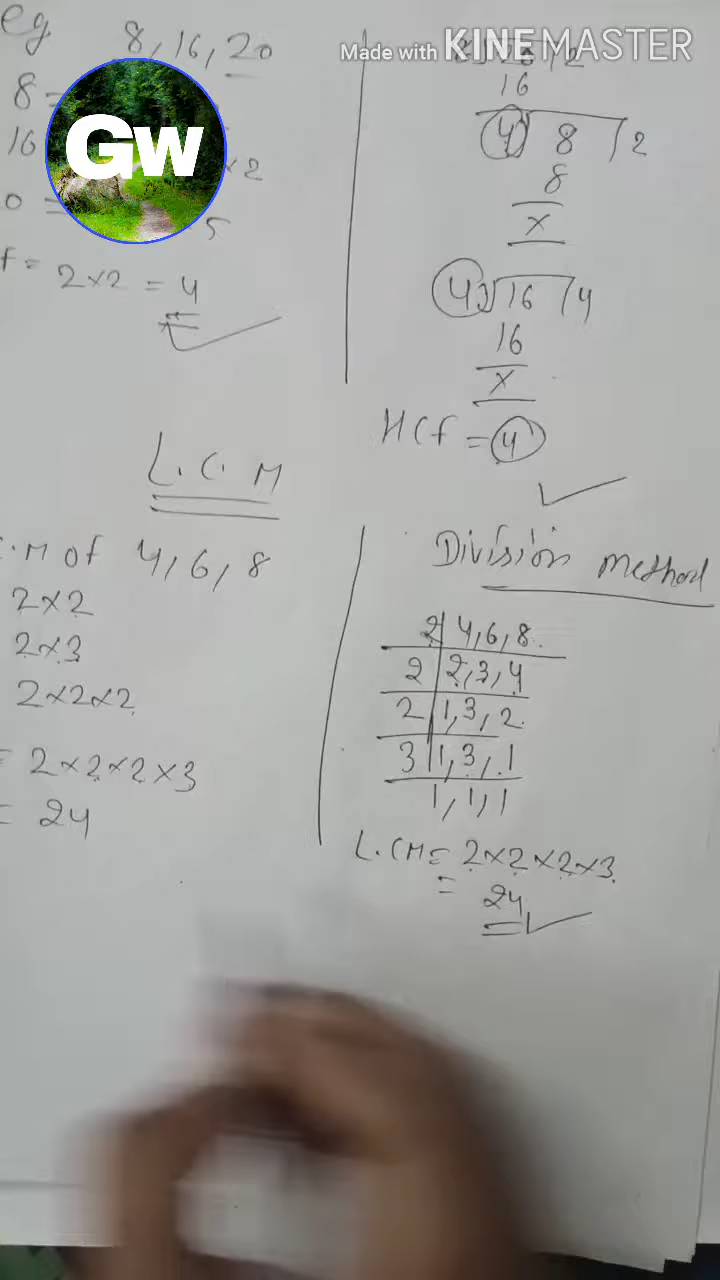 eg 8, 16, 20
8 =
16 ×2
0 = 5
f = 2×2 = 4
Made with KINEMASTER
GW
16
4) 8 (2
8
×
4) 16 (4
16
×
HCf = 4
L.C.M
.M of 4, 6, 8
2×2
2×3
2×2×2
= 2×2×2×3
= 24
Division method
2| 4, 6, 8
2| 2, 3, 4
2| 1, 3, 2
3| 1, 3, 1
1, 1, 1
L.CM = 2×2×2×3
= 24